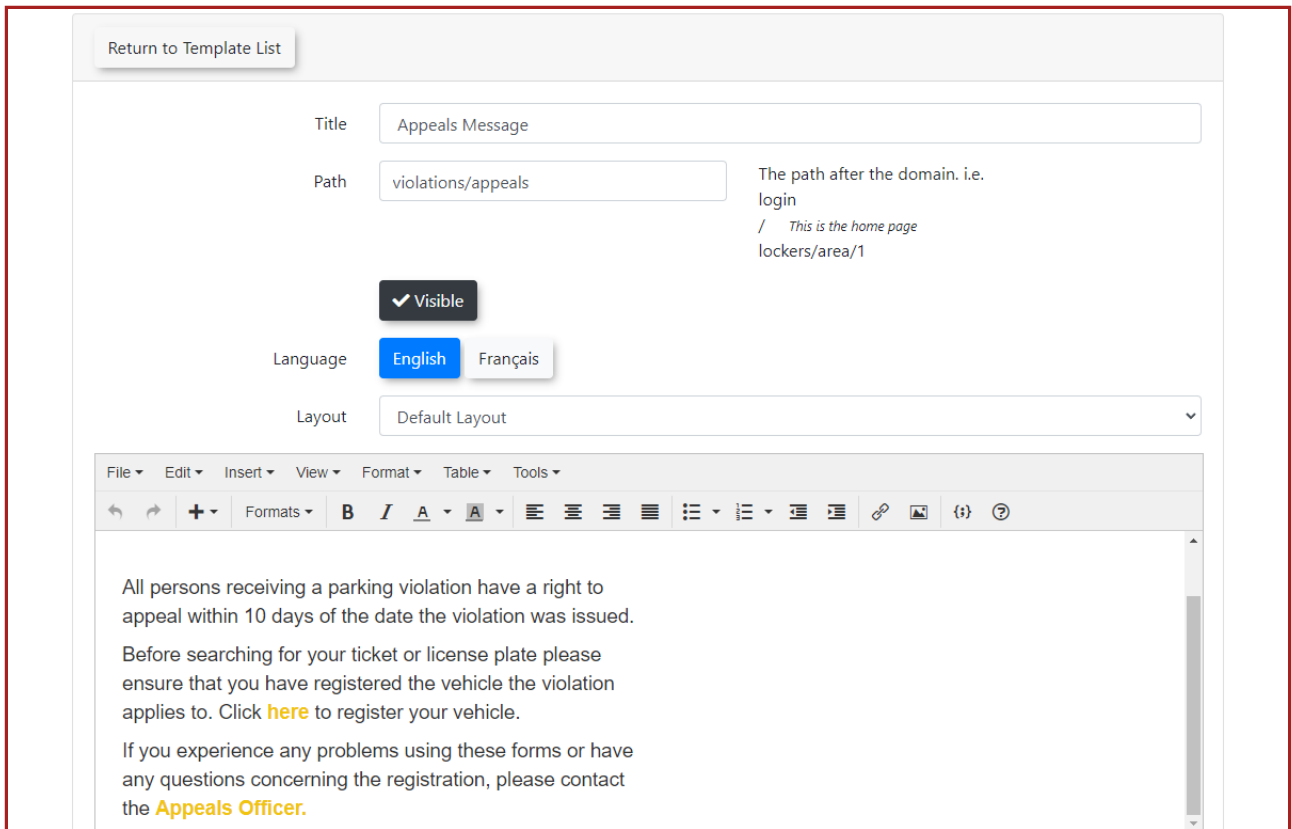 Return to Template List
Title
Appeals Message
Path
violations/appeals
The path after the domain. i.e.
login
/ This is the home page
lockers/area/1
Visible
Language
English Français
Layout
Default Layout
File Edit Insert View Format Table Tools
Formats B I A A
All persons receiving a parking violation have a right to
appeal within 10 days of the date the violation was issued.
Before searching for your ticket or license plate please
ensure that you have registered the vehicle the violation
applies to. Click here to register your vehicle.
If you experience any problems using these forms or have
any questions concerning the registration, please contact
the Appeals Officer.